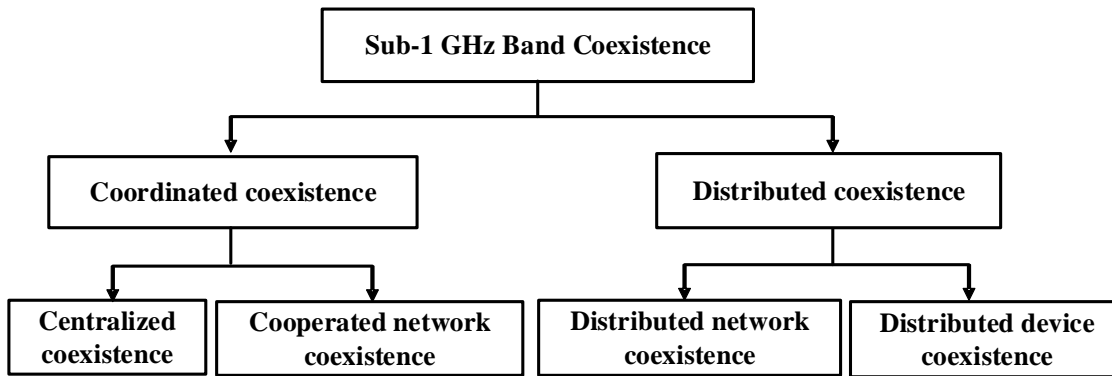 Sub-1 GHz Band Coexistence
Coordinated coexistence
Distributed coexistence
Centralized
coexistence
Cooperated network
coexistence
Distributed network
coexistence
Distributed device
coexistence